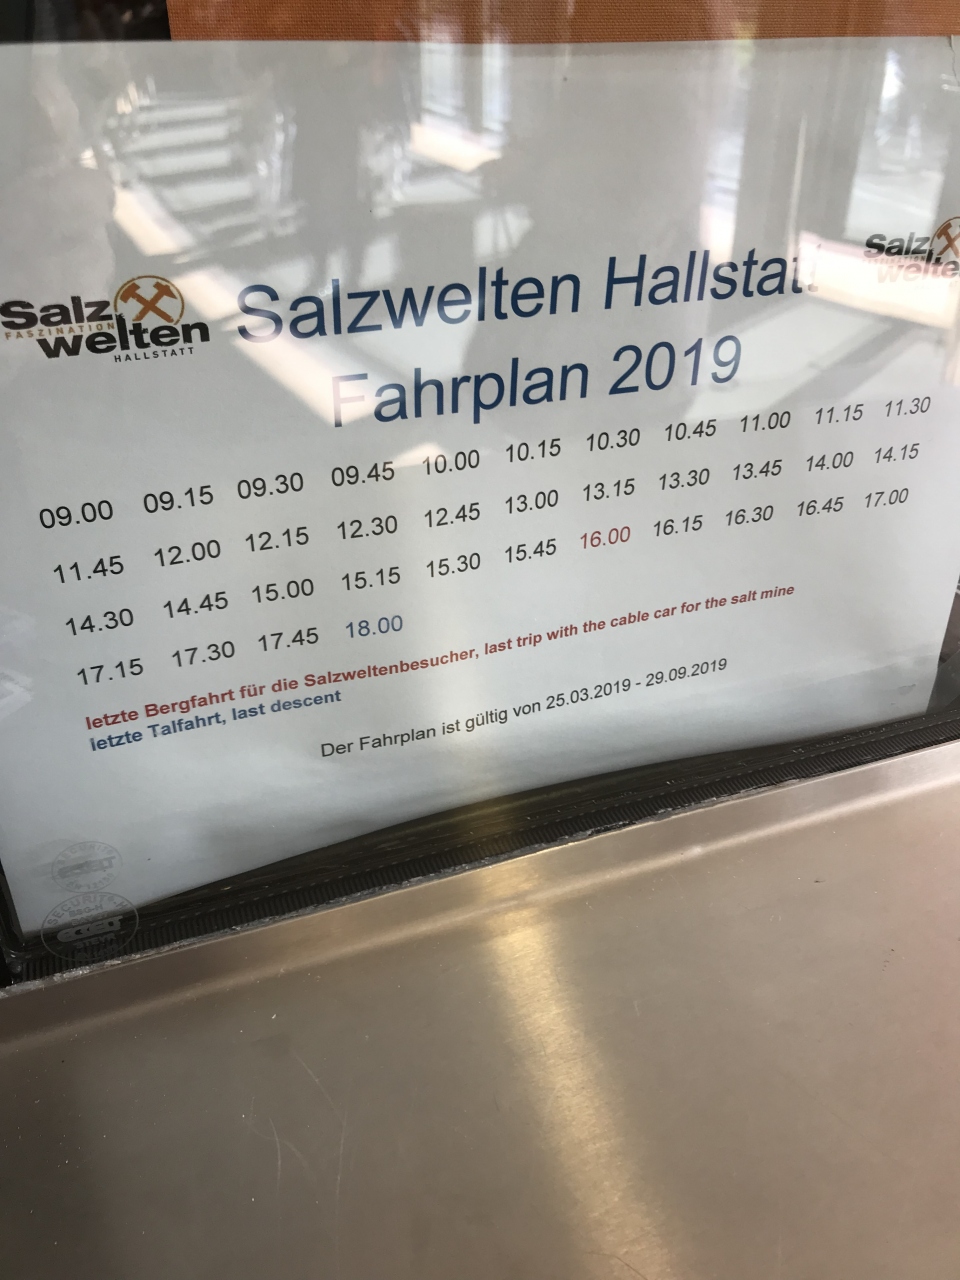 Salz
FASZINATION
welten
HALLSTATT
Salzwelten Hallstatt
Salz
welte
Fahrplan 2019
09.00 09.15 09.30 09.45 10.00 10.15 10.30 10.45 11.00 11.15 11.30
11.45 12.00 12.15 12.30 12.45 13.00 13.15 13.30 13.45 14.00 14.15
14.30 14.45 15.00 15.15 15.30 15.45 16.00 16.15 16.30 16.45 17.00
17.15 17.30 17.45 18.00
letzte Bergfahrt für die Salzweltenbesucher, last trip with the cable car for the salt mine
letzte Talfahrt, last descent
Der Fahrplan ist gültig von 25.03.2019 - 29.09.2019